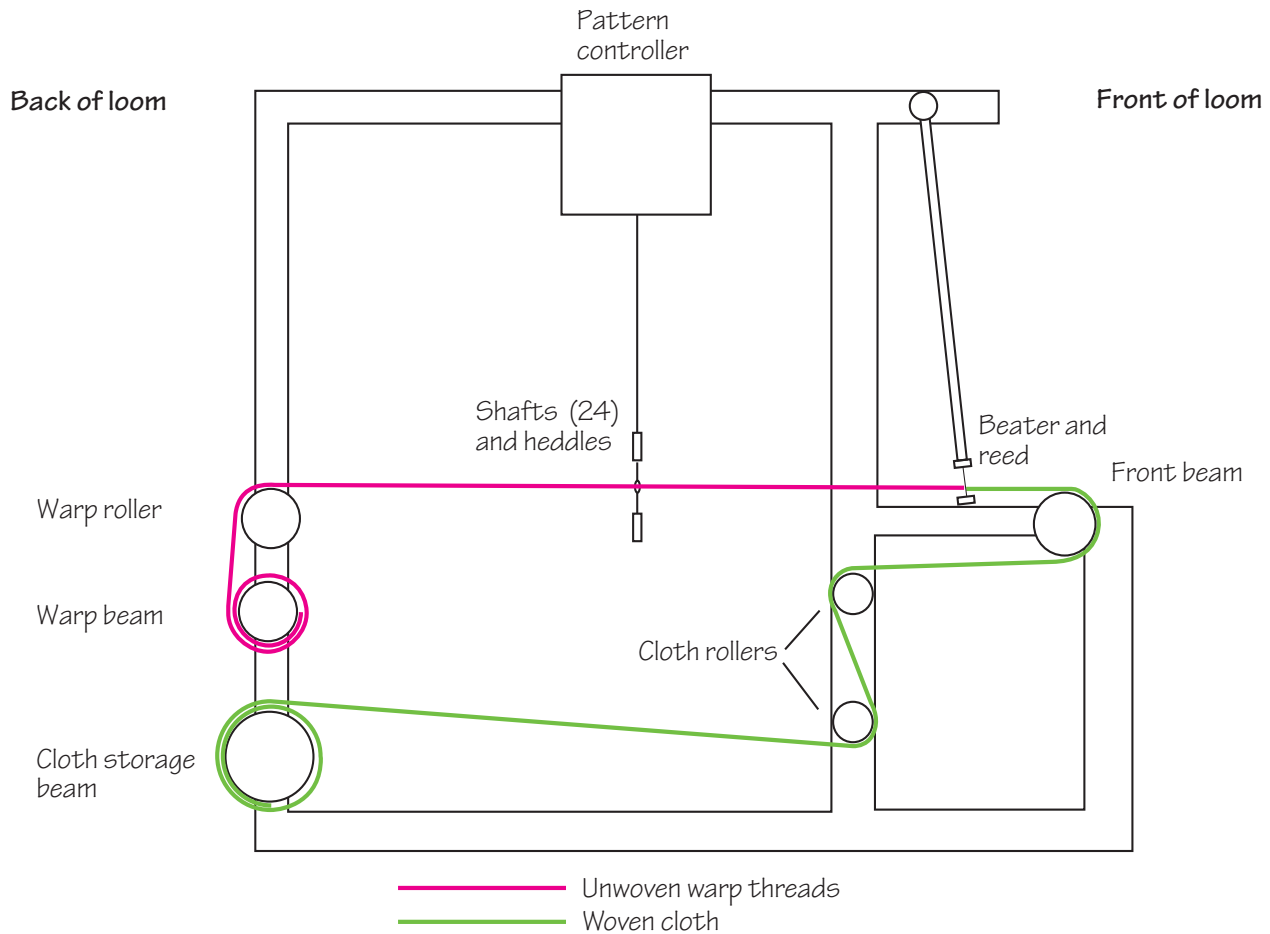 Pattern
controller
Back of loom
Front of loom
Shafts (24)
and heddles
Beater and
reed
Front beam
Warp roller
Warp beam
Cloth rollers
Cloth storage
beam
Unwoven warp threads
Woven cloth